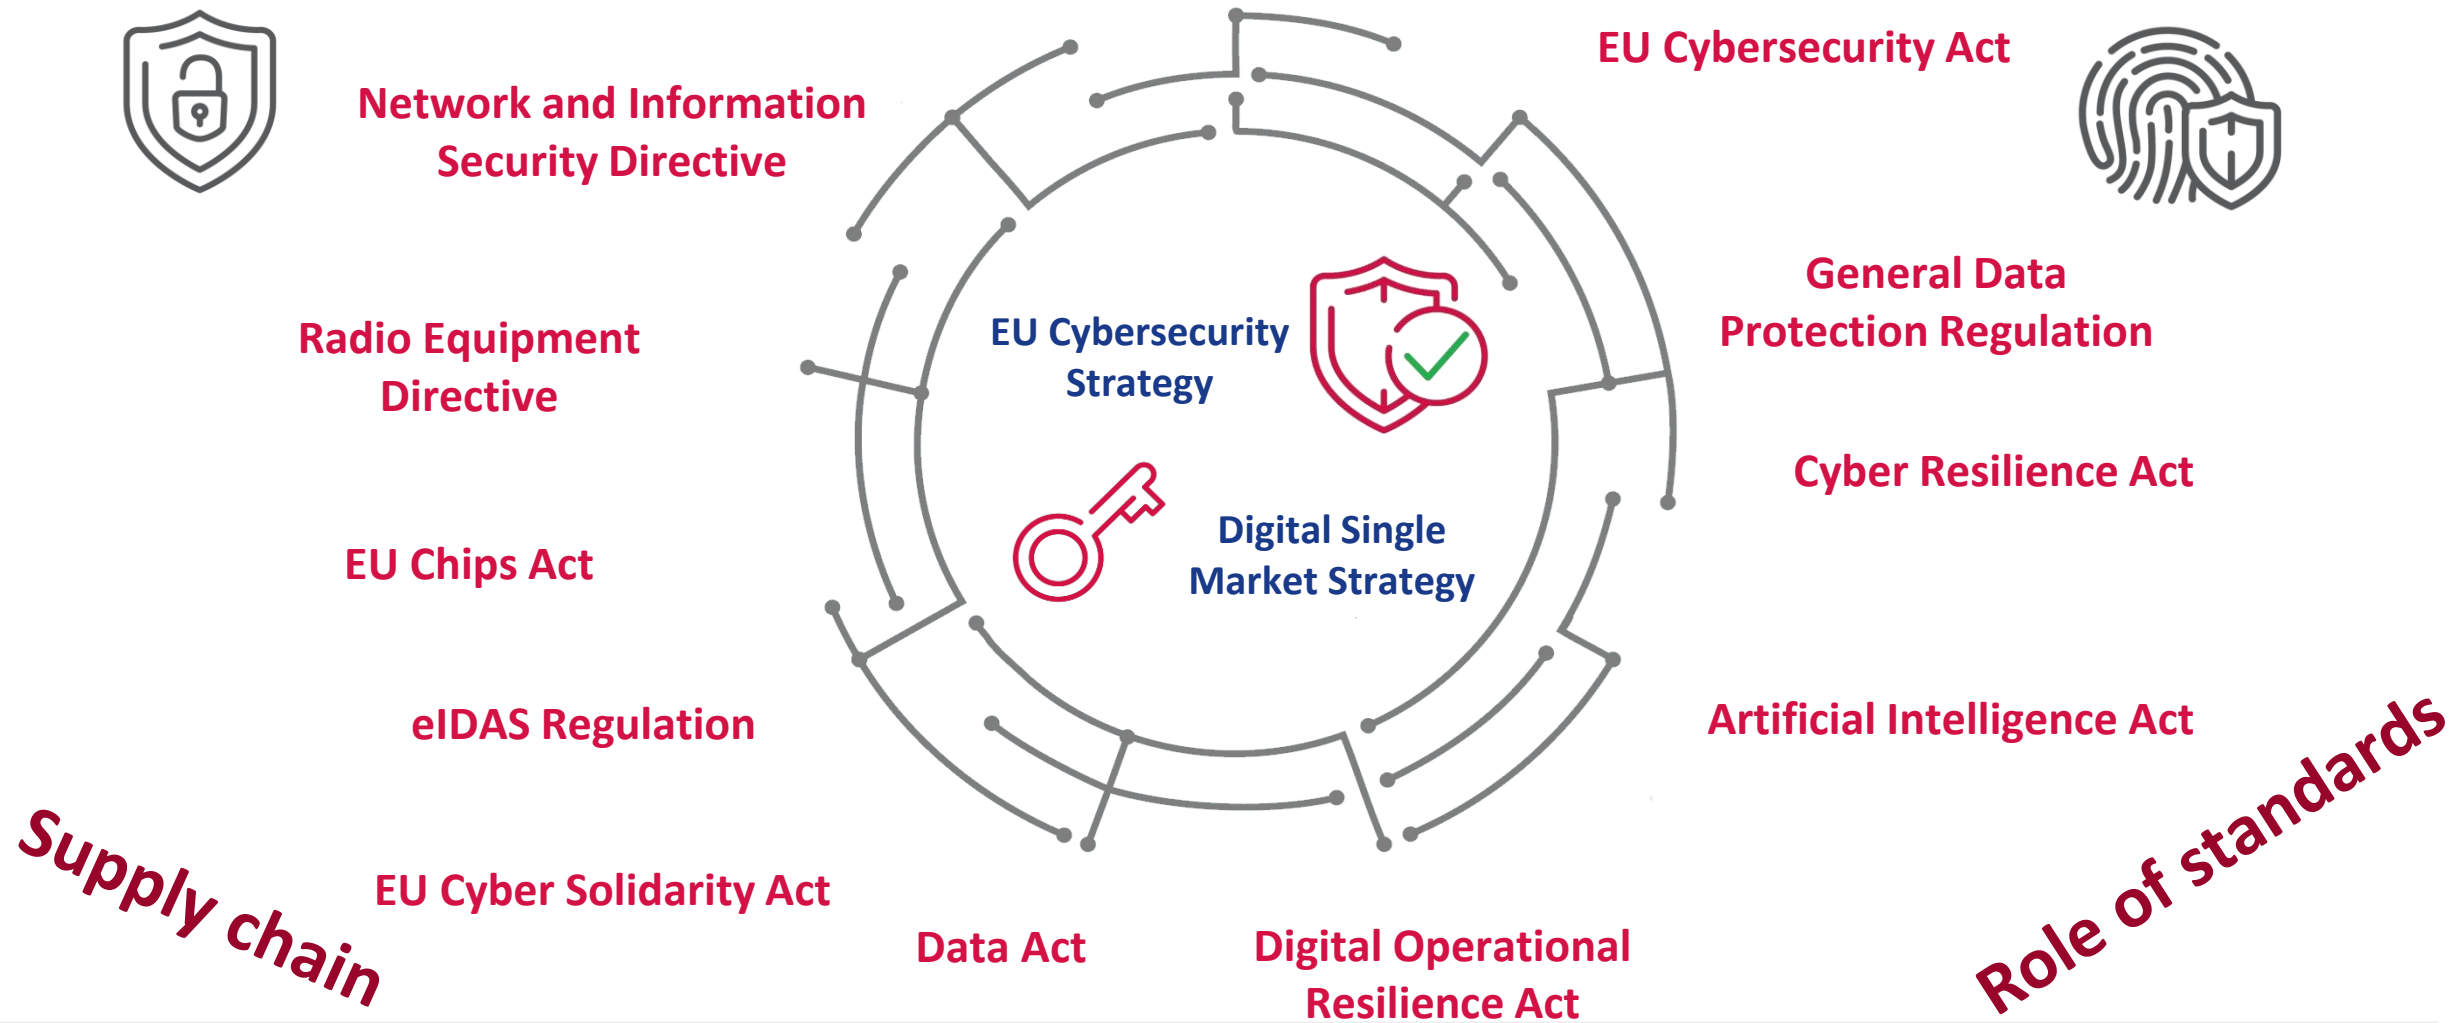 EU Cybersecurity Act
Network and Information
Security Directive
General Data
Protection Regulation
Radio Equipment
Directive
EU Cybersecurity
Strategy
Cyber Resilience Act
Digital Single
Market Strategy
EU Chips Act
Artificial Intelligence Act
eIDAS Regulation
Supply chain
Role of standards
EU Cyber Solidarity Act
Data Act
Digital Operational
Resilience Act